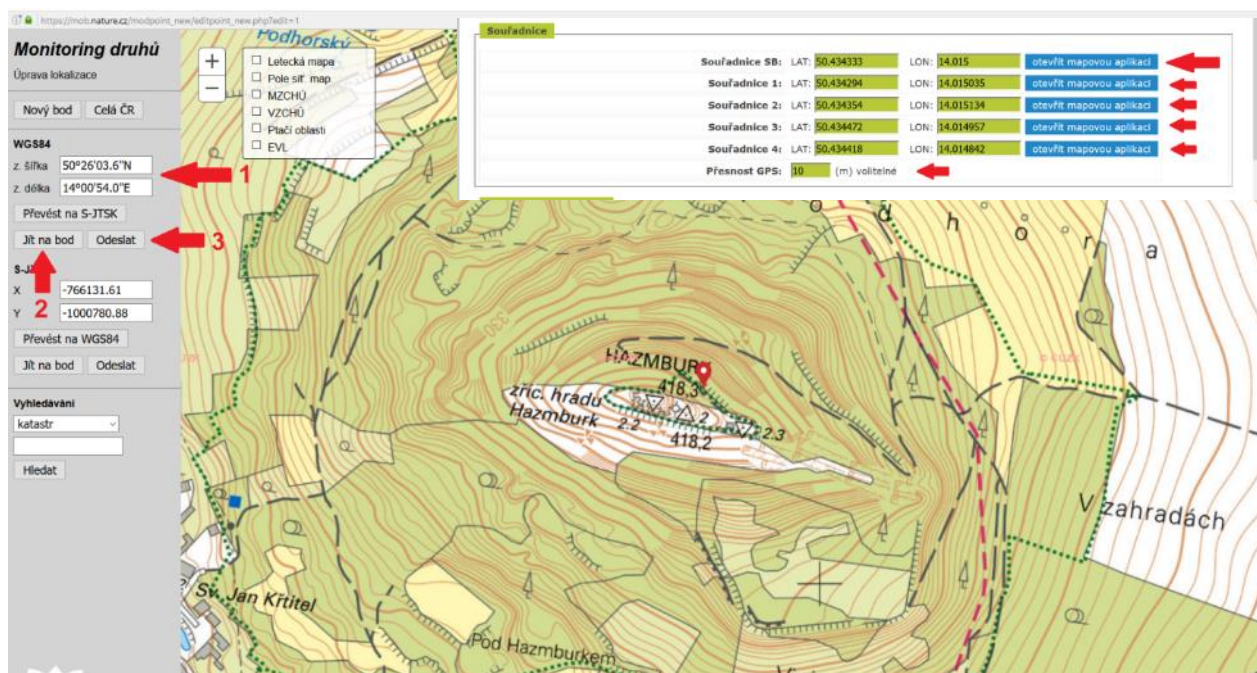 https://mob.nature.cz/modpoint_new/editpoint_new.php?edit=1
Monitoring druhů
Úprava lokalizace
Nový bod Celá ČR
WGS84
z. šířka 50°26'03.6"N
z. délka 14°00'54.0"E
1
Převést na S-JTSK
Jít na bod Odeslat
3
2
X -766131.61
Y -1000780.88
Převést na WGS84
Jít na bod Odeslat
Vyhledávání
katastr
Hledat
+
−
Letecká mapa
Pole síť map
MZCHÚ
VZCHÚ
Ptačí oblasti
EVL
Souřadnice
Souřadnice SB: LAT: 50.434333 LON: 14.015 otevřít mapovou aplikaci
Souřadnice 1: LAT: 50.434294 LON: 14.015035 otevřít mapovou aplikaci
Souřadnice 2: LAT: 50.434354 LON: 14.015134 otevřít mapovou aplikaci
Souřadnice 3: LAT: 50.434472 LON: 14.014957 otevřít mapovou aplikaci
Souřadnice 4: LAT: 50.434418 LON: 14.014842 otevřít mapovou aplikaci
Přesnost GPS: 10 (m) volitelné
Podhorský
d h o r a
330
HAZMBURK
418,3
zříc. hradu
Hazmburk
2.2
2
2.3
418,2
V zahradách
Sv. Jan Křtitel
Pod Hazmburkem